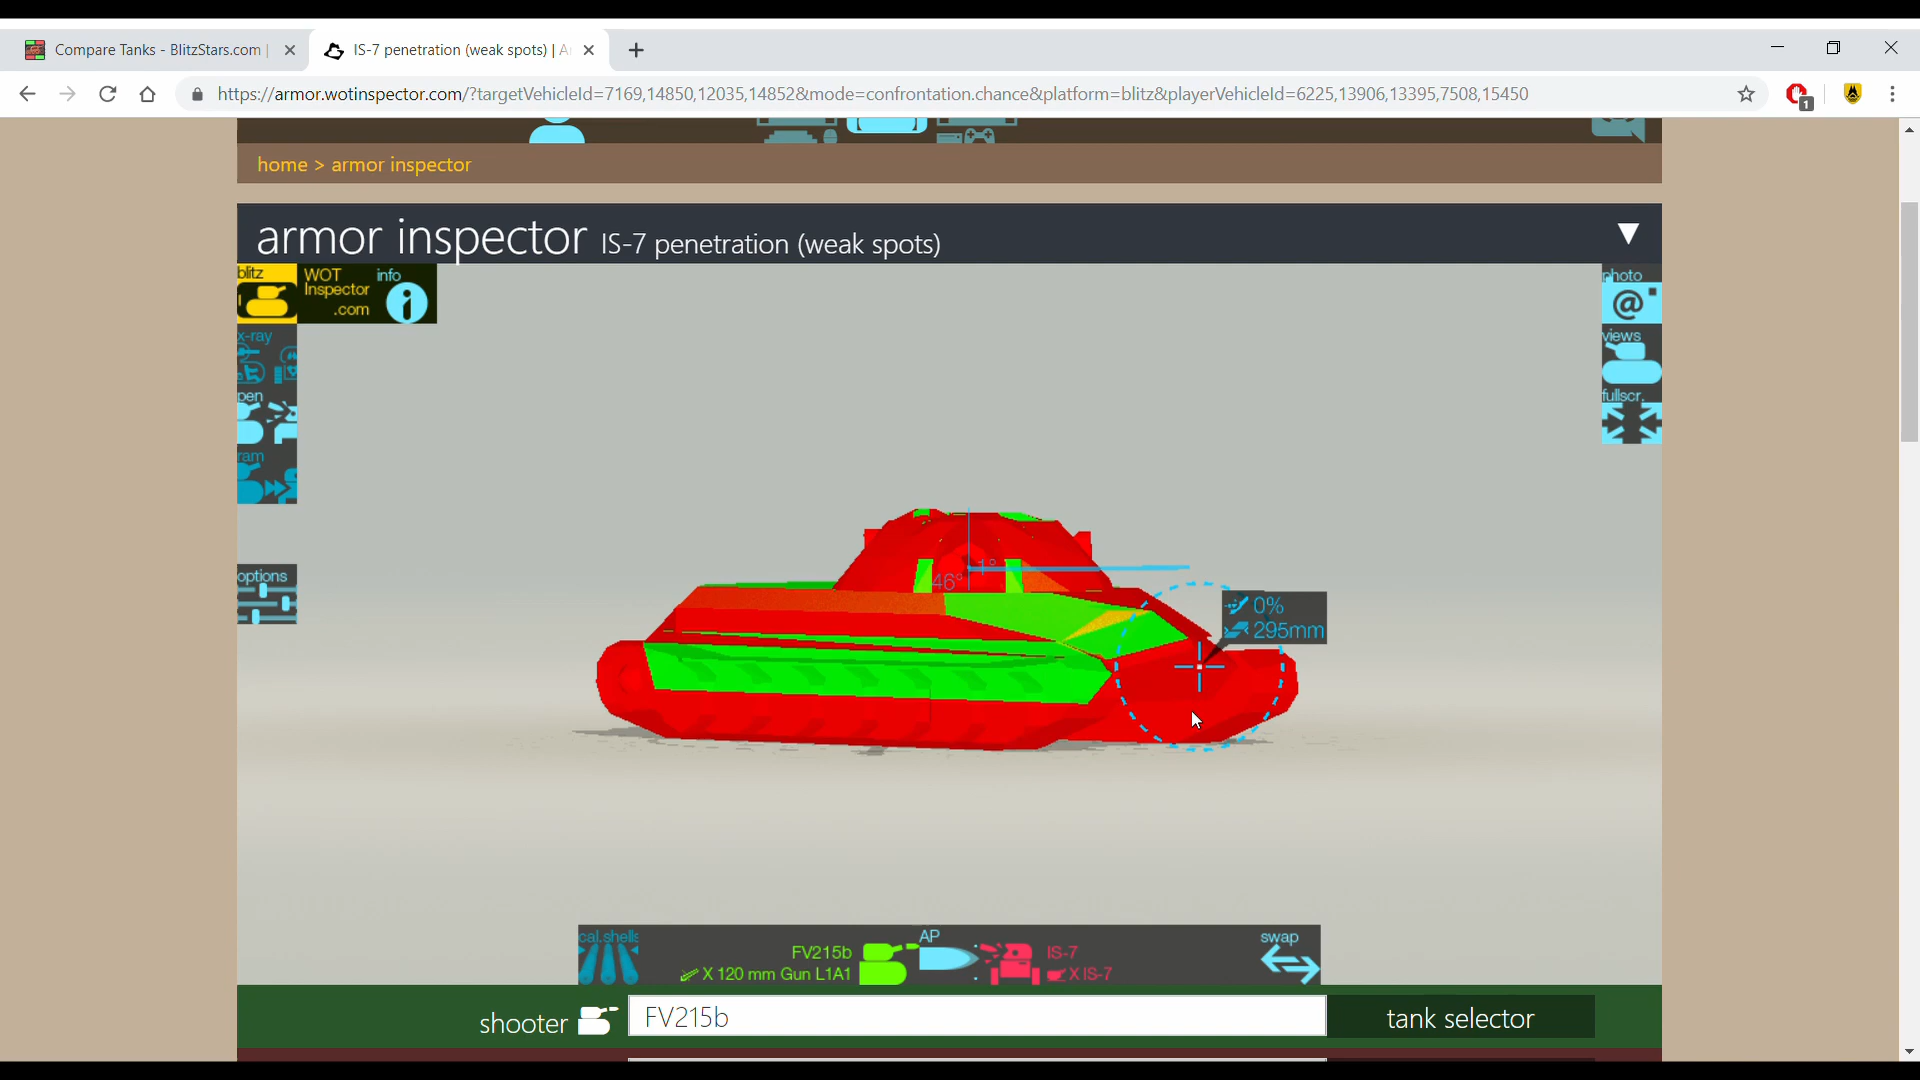 Compare Tanks - BlitzStars.com |
IS-7 penetration (weak spots) | A
https://armor.wotinspector.com/?targetVehicleId=7169,14850,12035,14852&mode=confrontation.chance&platform=blitz&playerVehicleId=6225,13906,13395,7508,15450
1
home > armor inspector
armor inspector IS-7 penetration (weak spots)
blitz
WOT
Inspector
.com
info
photo
x-ray
views
pen
fullscr.
ram
options
46°
1°
0%
295mm
cal.shells
FV215b
X 120 mm Gun L1A1
AP
IS-7
X IS-7
swap
shooter
FV215b
tank selector